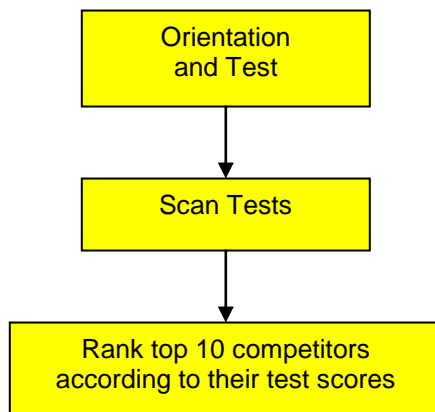 Orientation
and Test
Scan Tests
Rank top 10 competitors
according to their test scores